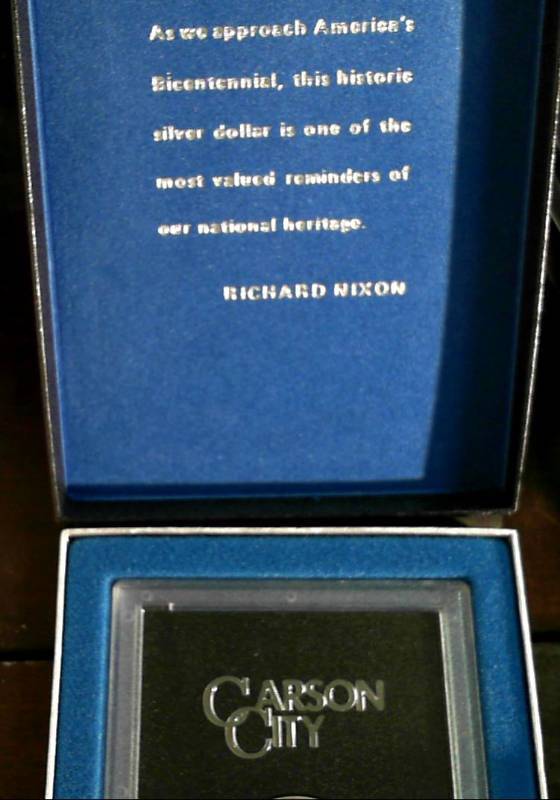 As we approach America's
Bicentennial, this historic
silver dollar is one of the
most valued reminders of
our national heritage.
RICHARD NIXON
CARSON
CITY